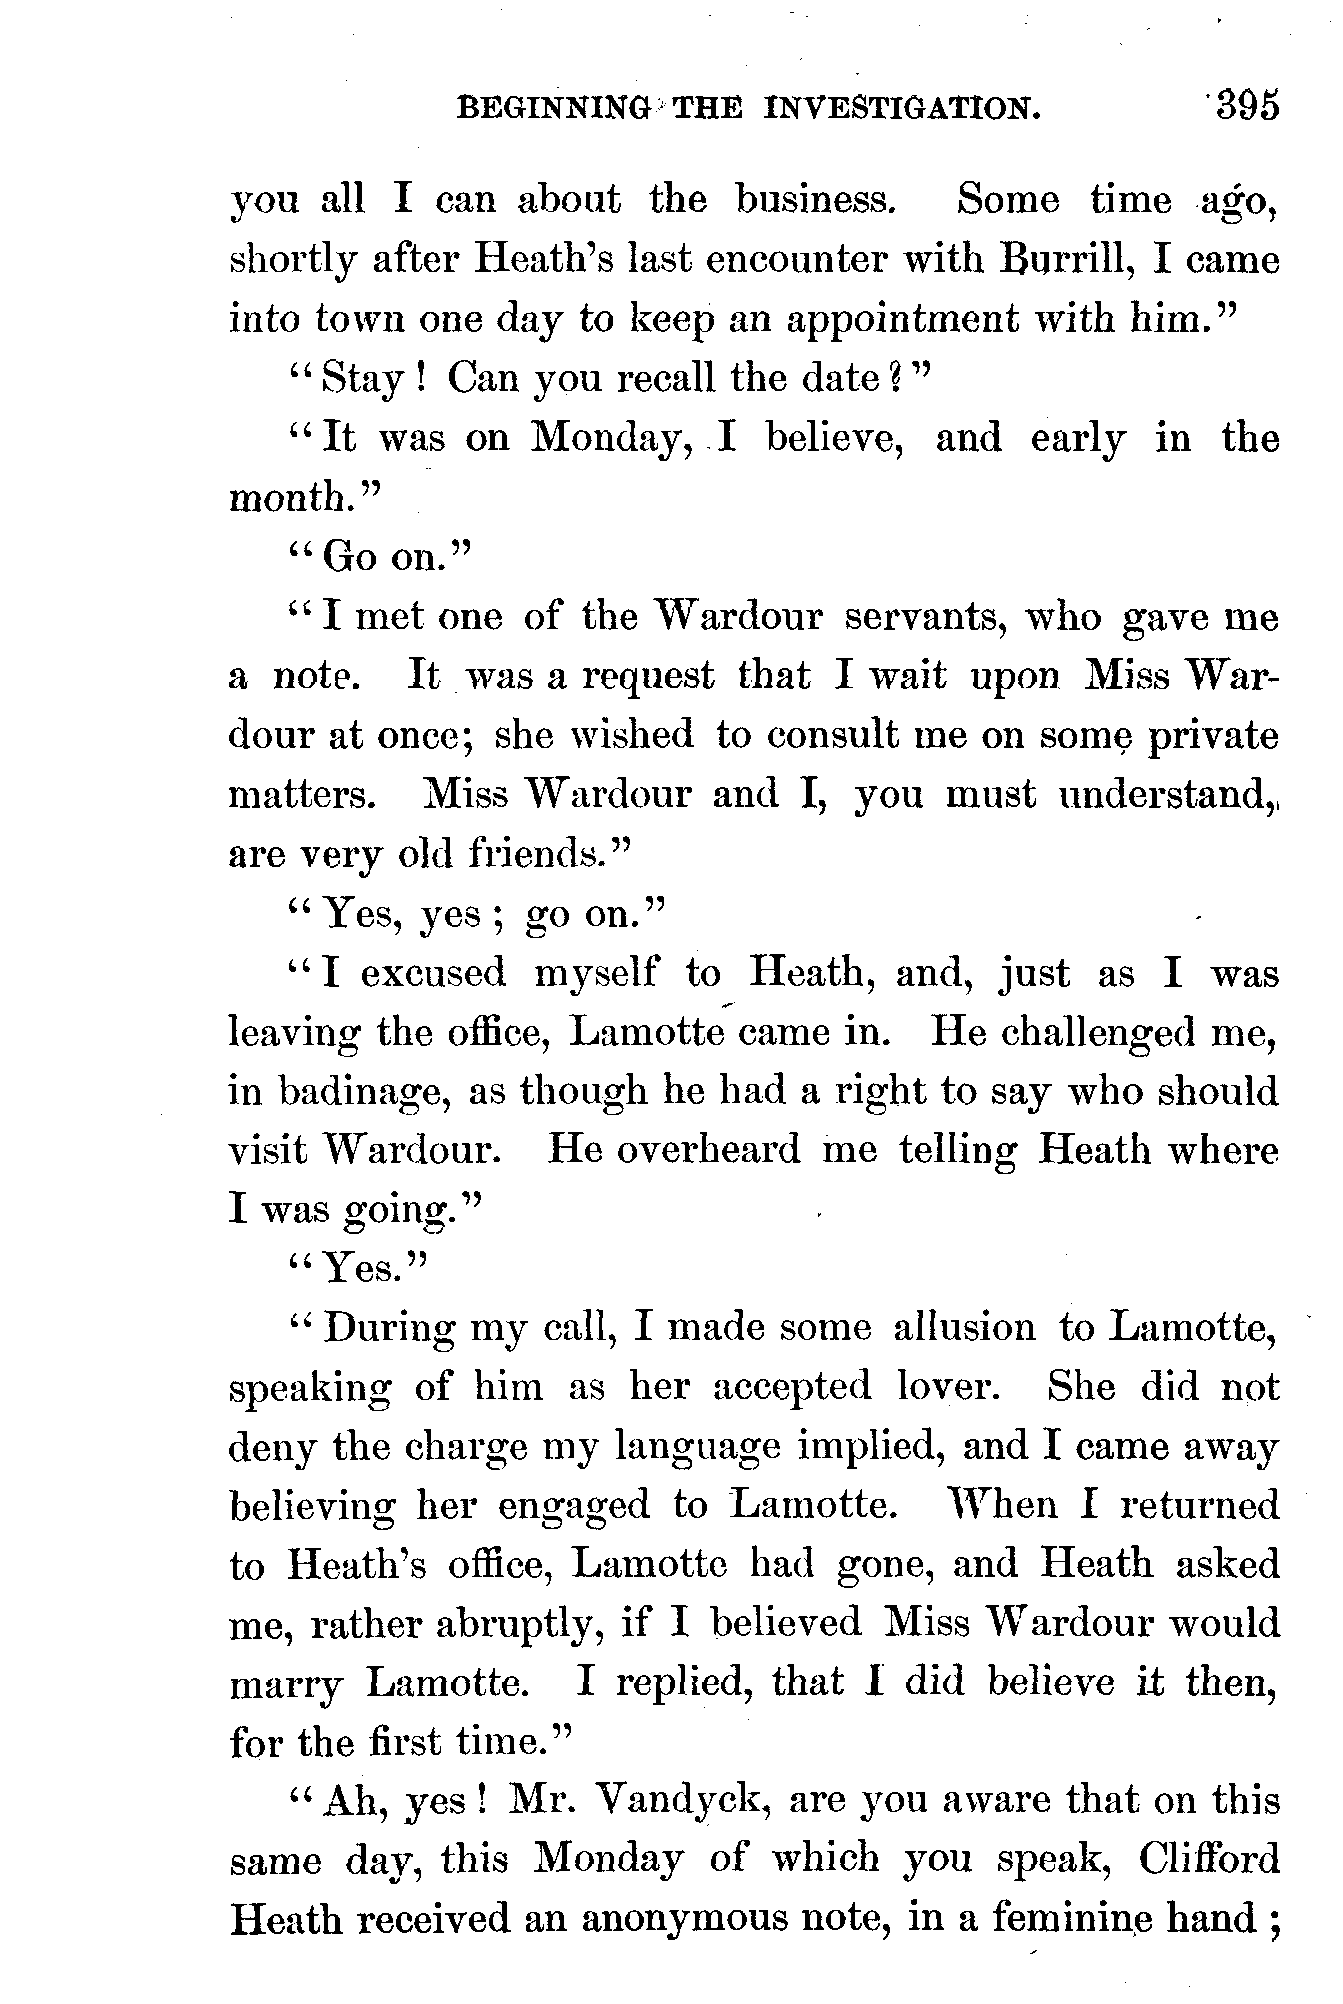 BEGINNING THE INVESTIGATION. 395
you all I can about the business. Some time ago,
shortly after Heath's last encounter with Burrill, I came
into town one day to keep an appointment with him."
"Stay! Can you recall the date?"
"It was on Monday, I believe, and early in the
month."
"Go on."
"I met one of the Wardour servants, who gave me
a note. It was a request that I wait upon Miss War-
dour at once; she wished to consult me on some private
matters. Miss Wardour and I, you must understand,
are very old friends."
"Yes, yes; go on."
"I excused myself to Heath, and, just as I was
leaving the office, Lamotte came in. He challenged me,
in badinage, as though he had a right to say who should
visit Wardour. He overheard me telling Heath where
I was going."
"Yes."
"During my call, I made some allusion to Lamotte,
speaking of him as her accepted lover. She did not
deny the charge my language implied, and I came away
believing her engaged to Lamotte. When I returned
to Heath's office, Lamotte had gone, and Heath asked
me, rather abruptly, if I believed Miss Wardour would
marry Lamotte. I replied, that I did believe it then,
for the first time."
"Ah, yes! Mr. Vandyck, are you aware that on this
same day, this Monday of which you speak, Clifford
Heath received an anonymous note, in a feminine hand;